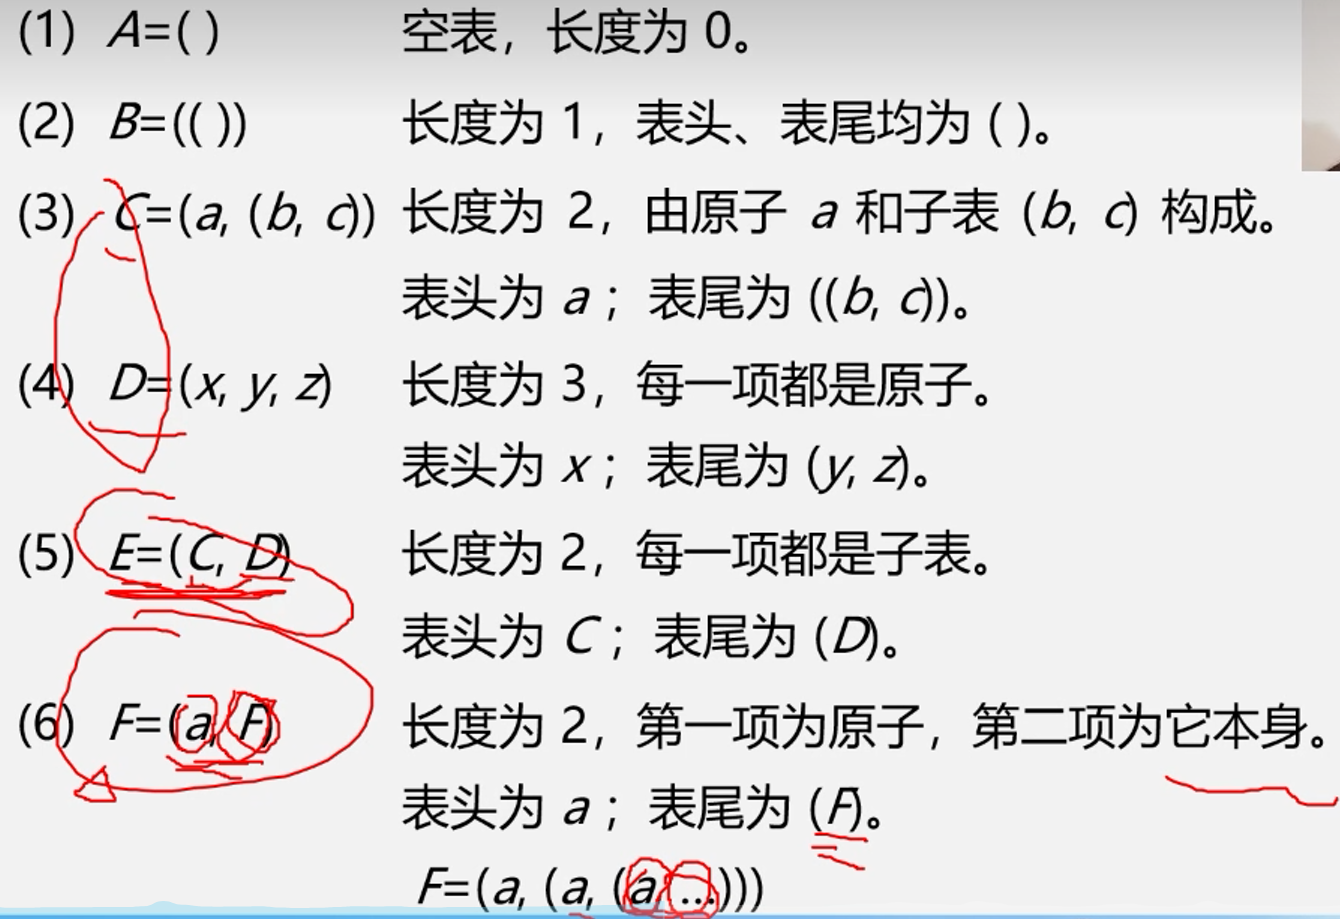 (1) A=( ) 空表，长度为 0。
(2) B=(( )) 长度为 1，表头、表尾均为 ( )。
(3) C=(a, (b, c)) 长度为 2，由原子 a 和子表 (b, c) 构成。
表头为 a；表尾为 ((b, c))。
(4) D=(x, y, z) 长度为 3，每一项都是原子。
表头为 x；表尾为 (y, z)。
(5) E=(C, D) 长度为 2，每一项都是子表。
表头为 C；表尾为 (D)。
(6) F=(a, F) 长度为 2，第一项为原子，第二项为它本身。
表头为 a；表尾为 (F)。
F=(a, (a, (a, …)))